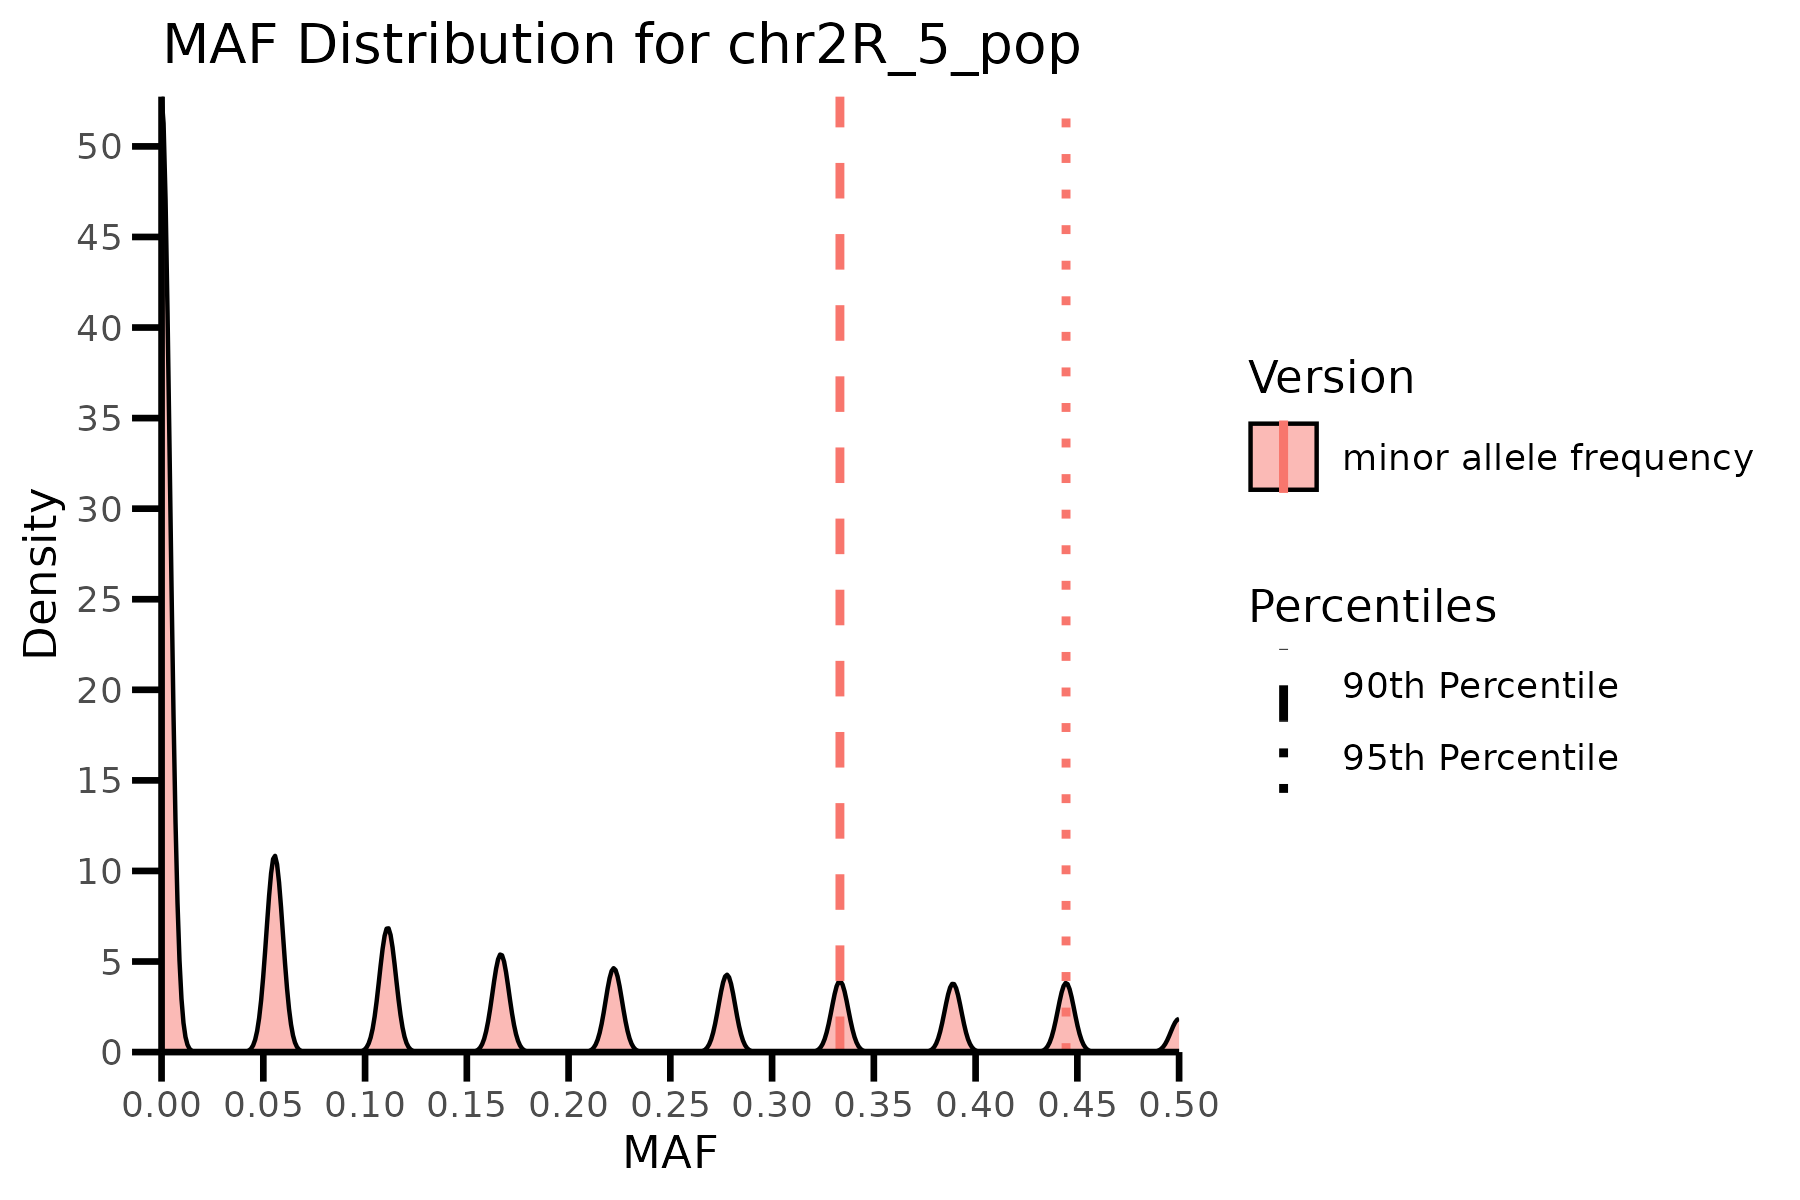 MAF Distribution for chr2R_5_pop
Density
50
45
40
35
30
25
20
15
10
5
0
0.00 0.05 0.10 0.15 0.20 0.25 0.30 0.35 0.40 0.45 0.50
MAF
Version
minor allele frequency
Percentiles
90th Percentile
95th Percentile